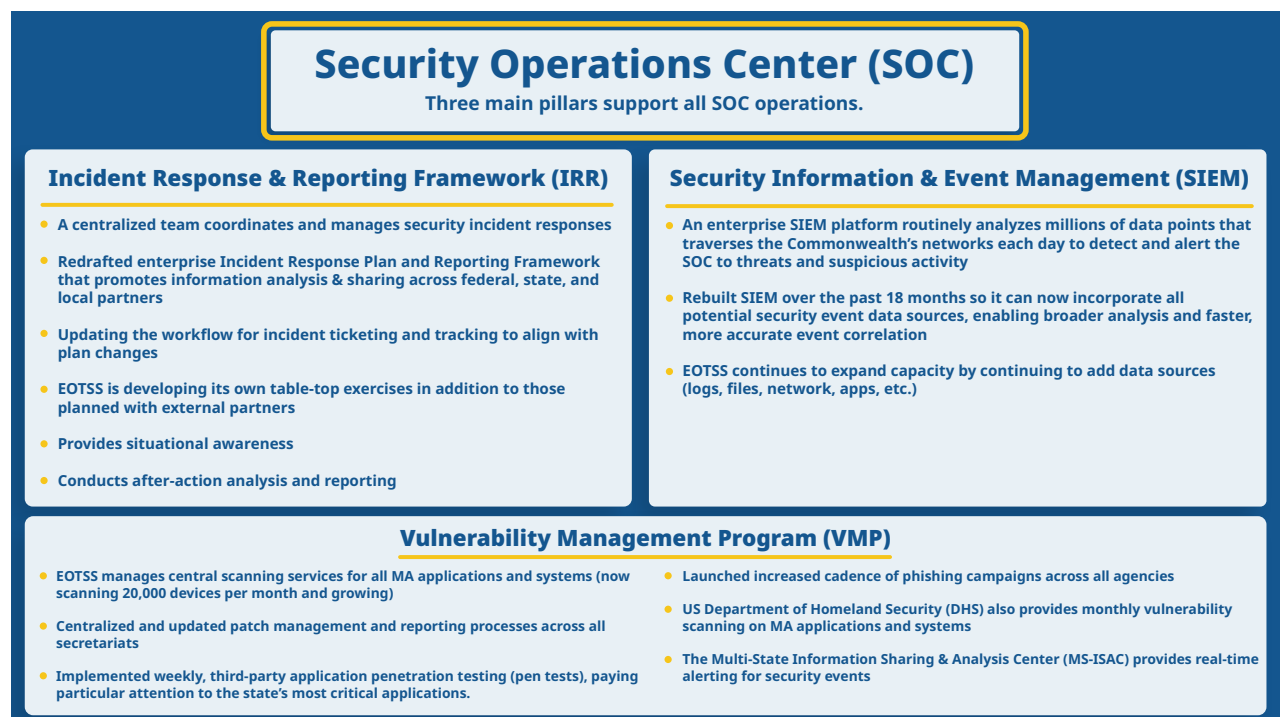 Security Operations Center (SOC)
Three main pillars support all SOC operations.
Incident Response & Reporting Framework (IRR)
A centralized team coordinates and manages security incident responses
Redrafted enterprise Incident Response Plan and Reporting Framework
that promotes information analysis & sharing across federal, state, and
local partners
Updating the workflow for incident ticketing and tracking to align with
plan changes
EOTSS is developing its own table-top exercises in addition to those
planned with external partners
Provides situational awareness
Conducts after-action analysis and reporting
Security Information & Event Management (SIEM)
An enterprise SIEM platform routinely analyzes millions of data points that
traverses the Commonwealth’s networks each day to detect and alert the
SOC to threats and suspicious activity
Rebuilt SIEM over the past 18 months so it can now incorporate all
potential security event data sources, enabling broader analysis and faster,
more accurate event correlation
EOTSS continues to expand capacity by continuing to add data sources
(logs, files, network, apps, etc.)
Vulnerability Management Program (VMP)
EOTSS manages central scanning services for all MA applications and systems (now
scanning 20,000 devices per month and growing)
Centralized and updated patch management and reporting processes across all
secretariats
Implemented weekly, third-party application penetration testing (pen tests), paying
particular attention to the state’s most critical applications.
Launched increased cadence of phishing campaigns across all agencies
US Department of Homeland Security (DHS) also provides monthly vulnerability
scanning on MA applications and systems
The Multi-State Information Sharing & Analysis Center (MS-ISAC) provides real-time
alerting for security events